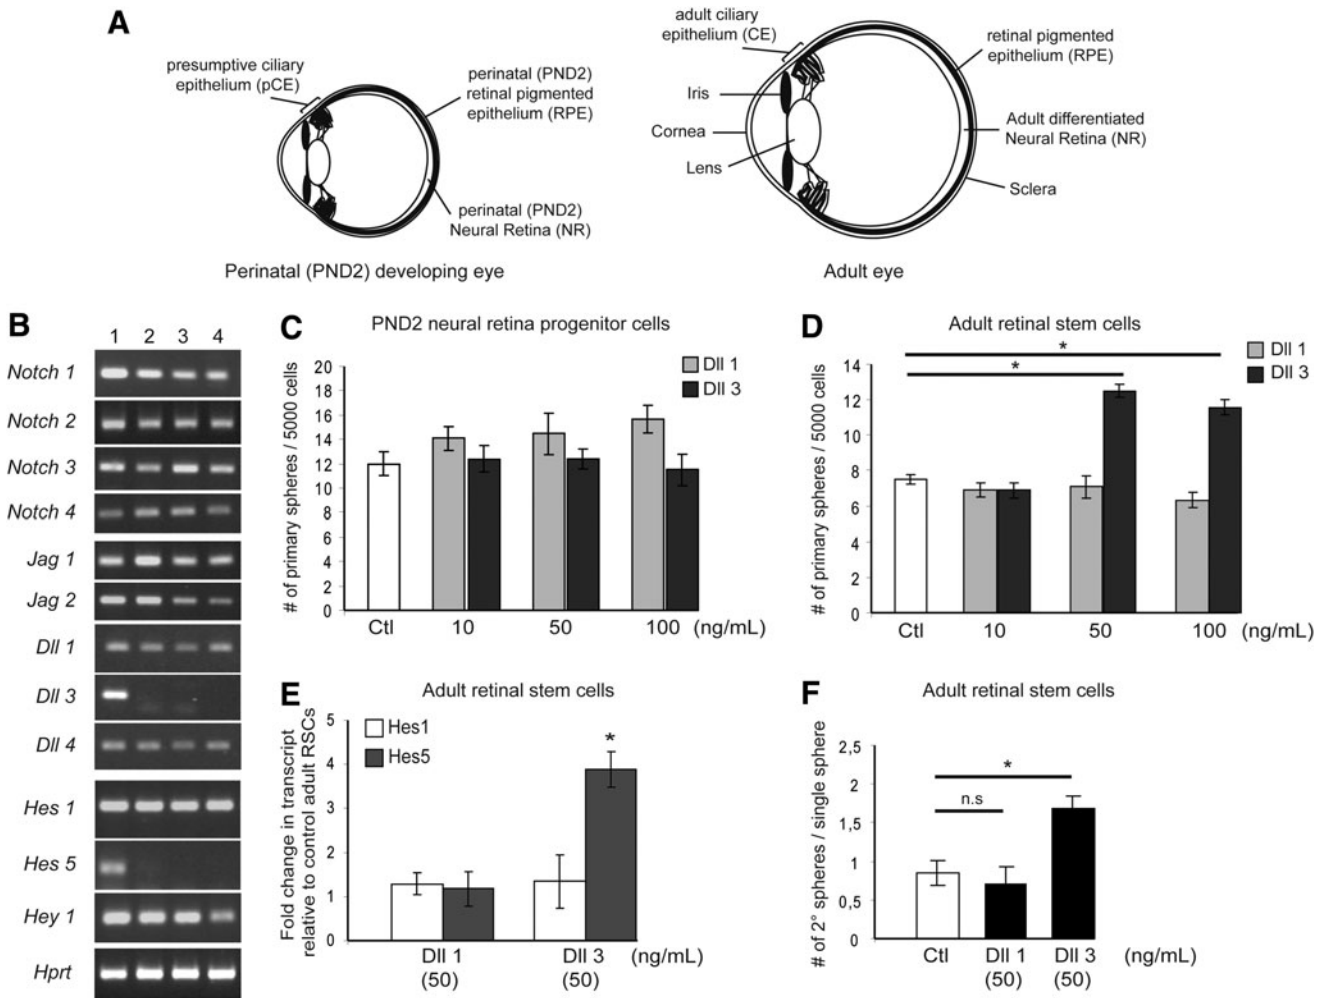 A
presumptive ciliary
epithelium (pCE)
perinatal (PND2)
retinal pigmented
epithelium (RPE)
perinatal (PND2)
Neural Retina (NR)
Perinatal (PND2) developing eye
adult ciliary
epithelium (CE)
Iris
Cornea
Lens
retinal pigmented
epithelium (RPE)
Adult differentiated
Neural Retina (NR)
Sclera
Adult eye
B
1 2 3 4
Notch 1
Notch 2
Notch 3
Notch 4
Jag 1
Jag 2
Dll 1
Dll 3
Dll 4
Hes 1
Hes 5
Hey 1
Hprt
C
PND2 neural retina progenitor cells
# of primary spheres / 5000 cells
20
18
16
14
12
10
8
6
4
2
0
Dll 1
Dll 3
Ctl 10 50 100 (ng/mL)
D
Adult retinal stem cells
# of primary spheres / 5000 cells
14
12
10
8
6
4
2
0
*
*
Dll 1
Dll 3
Ctl 10 50 100 (ng/mL)
E
Adult retinal stem cells
Fold change in transcript
relative to control adult RSCs
5
4
3
2
1
0
Hes1
Hes5
*
Dll 1 Dll 3 (ng/mL)
(50) (50)
F
Adult retinal stem cells
# of 2° spheres / single sphere
2,5
2
1,5
1
0,5
0
*
n.s
Ctl Dll 1 Dll 3 (ng/mL)
(50) (50)